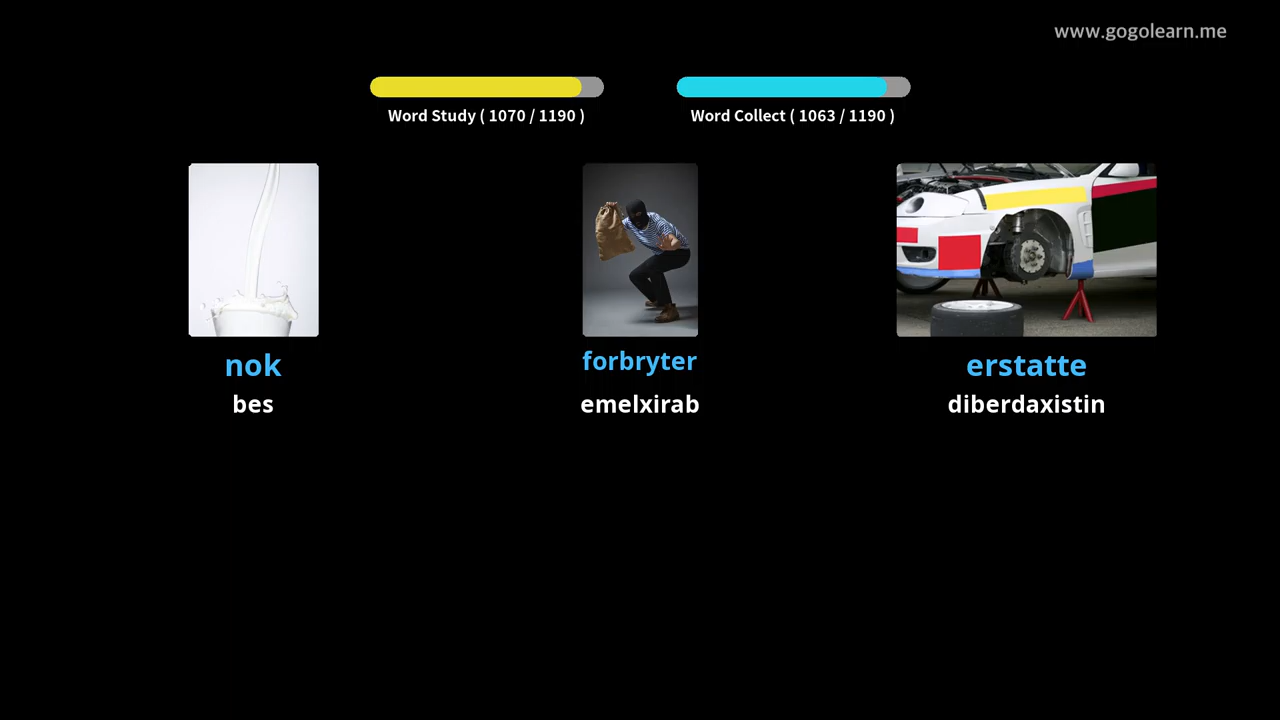 www.gogolearn.me
Word Study ( 1070 / 1190 )
Word Collect ( 1063 / 1190 )
nok
forbryter
erstatte
bes
emelxirab
diberdaxistin